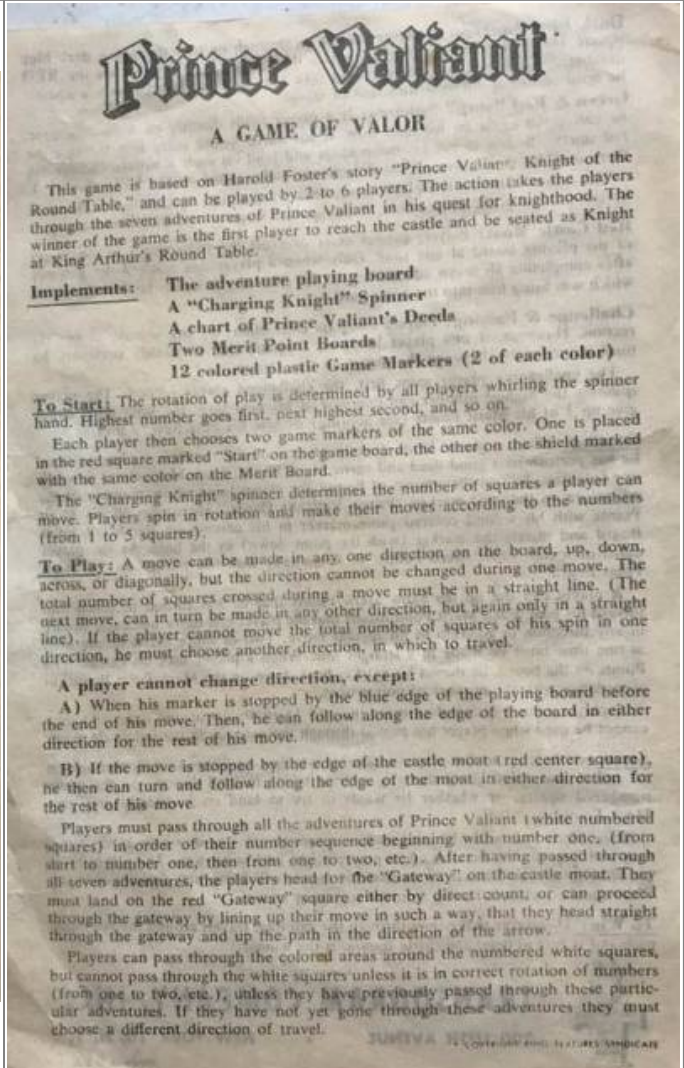 Prince Valiant
A GAME OF VALOR
This game is based on Harold Foster's story "Prince Valiant, Knight of the
Round Table," and can be played by 2 to 6 players. The action takes the players
through the seven adventures of Prince Valiant in his quest for knighthood. The
winner of the game is the first player to reach the castle and be seated as Knight
at King Arthur's Round Table.
Implements: The adventure playing board
A "Charging Knight" Spinner
A chart of Prince Valiant's Deeds
Two Merit Point Boards
12 colored plastic Game Markers (2 of each color)
To Start: The rotation of play is determined by all players whirling the spinner
hand. Highest number goes first, next highest second, and so on.
Each player then chooses two game markers of the same color. One is placed
in the red square marked "Start" on the game board, the other on the shield marked
with the same color on the Merit Board.
The "Charging Knight" spinner determines the number of squares a player can
move. Players spin in rotation and make their moves according to the numbers
(from 1 to 5 squares).
To Play: A move can be made in any one direction on the board, up, down,
across, or diagonally, but the direction cannot be changed during one move. The
total number of squares crossed during a move must be in a straight line. (The
next move, can in turn be made in any other direction, but again only in a straight
line). If the player cannot move the total number of squares of his spin in one
direction, he must choose another direction, in which to travel.
A player cannot change direction, except:
A) When his marker is stopped by the blue edge of the playing board before
the end of his move. Then, he can follow along the edge of the board in either
direction for the rest of his move.
B) If the move is stopped by the edge of the castle moat (red center square),
he then can turn and follow along the edge of the moat in either direction for
the rest of his move
Players must pass through all the adventures of Prince Valiant (white numbered
squares) in order of their number sequence beginning with number one, (from
start to number one, then from one to two, etc.). After having passed through
all seven adventures, the players head for the "Gateway" on the castle moat. They
must land on the red "Gateway" square either by direct count, or can proceed
through the gateway by lining up their move in such a way, that they head straight
through the gateway and up the path in the direction of the arrow.
Players can pass through the colored areas around the numbered white squares,
but cannot pass through the white squares unless it is in correct rotation of numbers
(from one to two, etc.), unless they have previously passed through these partic-
ular adventures. If they have not yet gone through these adventures they must
choose a different direction of travel.
COPYRIGHT KING FEATURES SYNDICATE